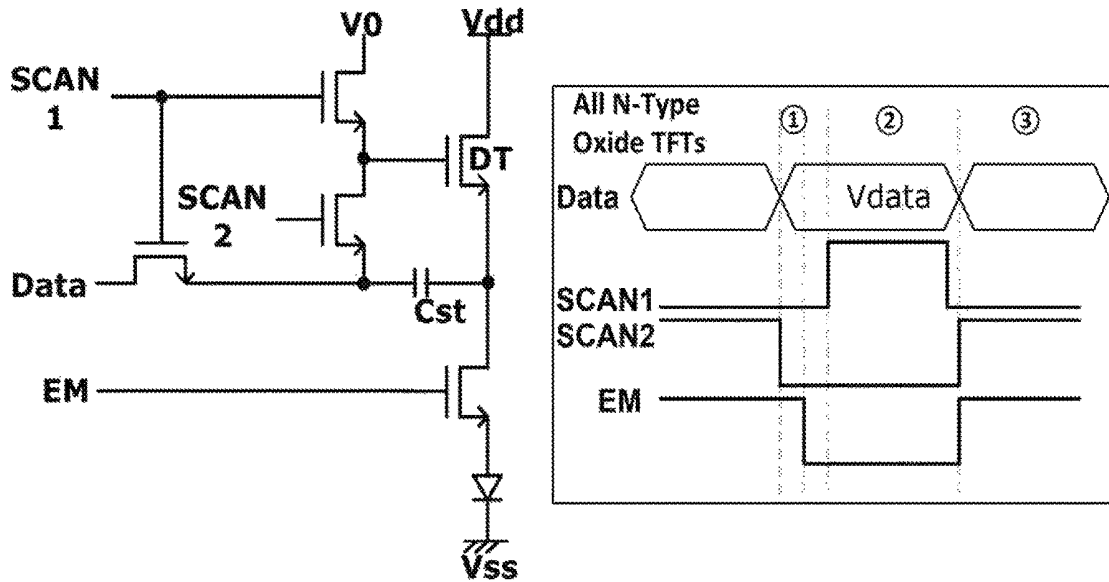 V0
Vdd
SCAN
1
DT
SCAN
2
Data
Cst
EM
Vss
All N-Type
Oxide TFTs
① ② ③
Data
Vdata
SCAN1
SCAN2
EM